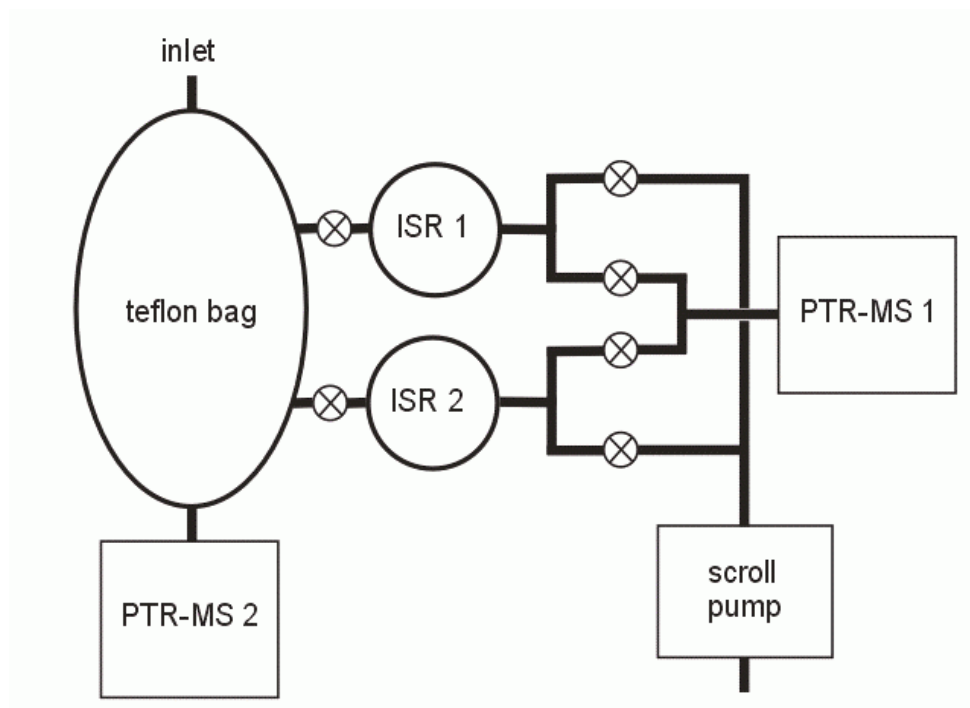 inlet
ISR 1
teflon bag
PTR-MS 1
ISR 2
scroll
pump
PTR-MS 2